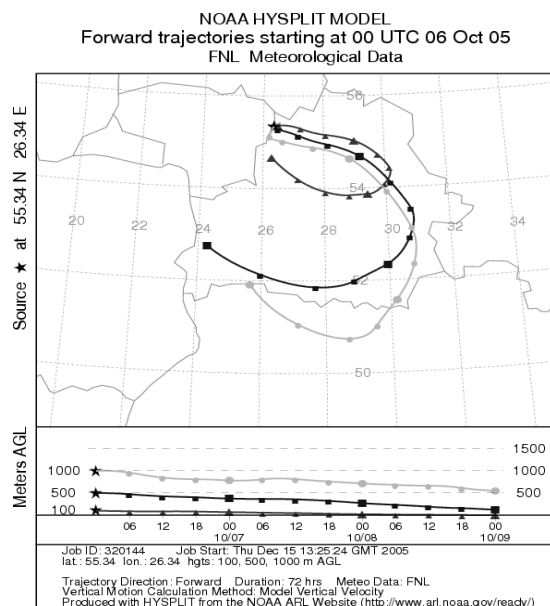 NOAA HYSPLIT MODEL
Forward trajectories starting at 00 UTC 06 Oct 05
FNL Meteorological Data
Source ★ at 55.34 N 26.34 E
56
54
20 22 24 26 28 30 32 34
52
50
Meters AGL
1500
1000 1000
500 500
100
06 12 18 00 06 12 18 00 06 12 18 00
10/07 10/08 10/09
Job ID: 320144 Job Start: Thu Dec 15 13:25:24 GMT 2005
lat.: 55.34 lon.: 26.34 hgts: 100, 500, 1000 m AGL
Trajectory Direction: Forward Duration: 72 hrs Meteo Data: FNL
Vertical Motion Calculation Method: Model Vertical Velocity
Produced with HYSPLIT from the NOAA ARL Website (http://www.arl.noaa.gov/ready/)